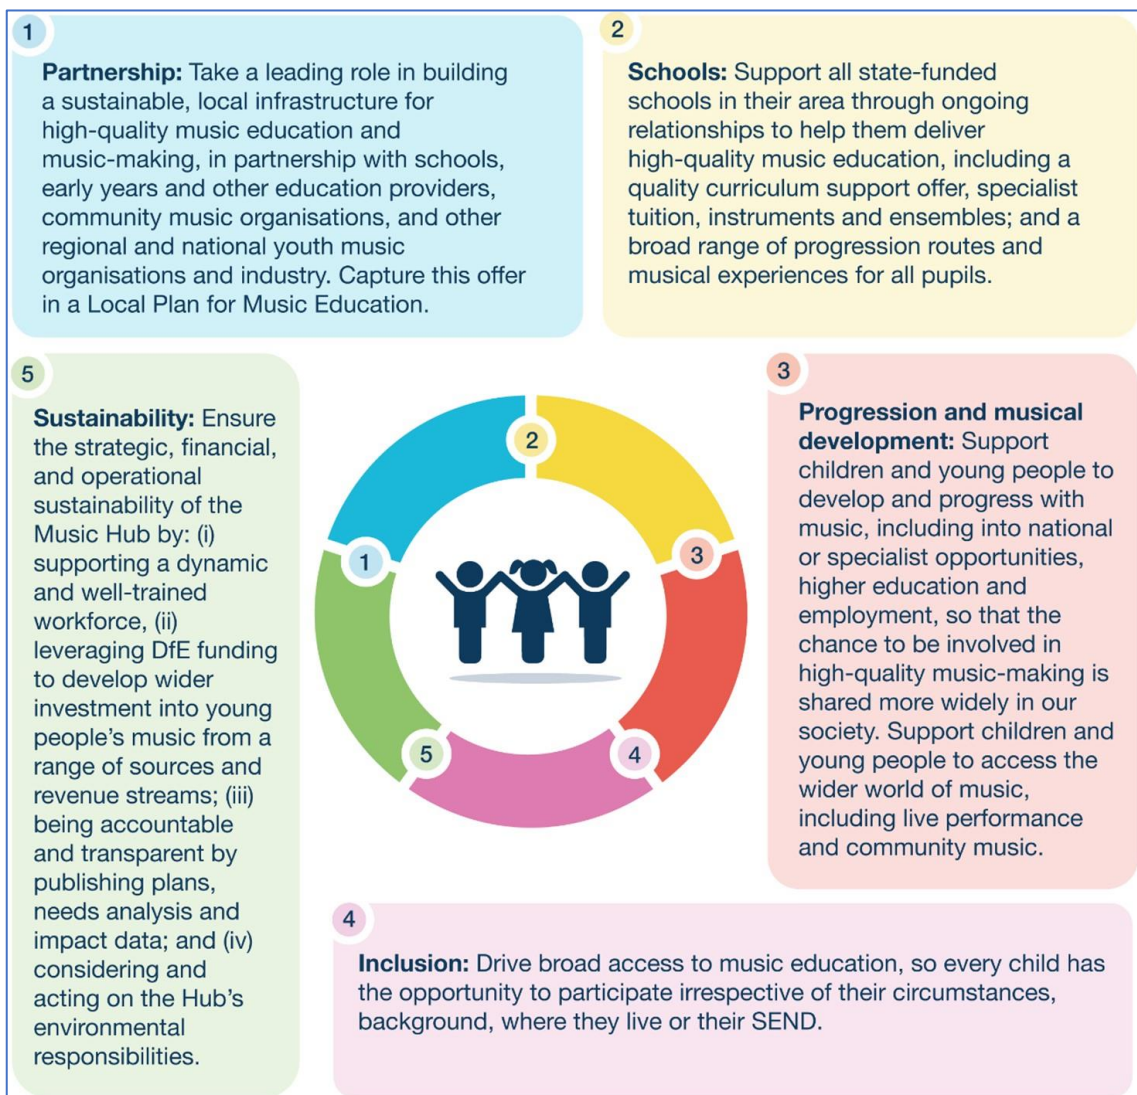 1
Partnership: Take a leading role in building
a sustainable, local infrastructure for
high-quality music education and
music-making, in partnership with schools,
early years and other education providers,
community music organisations, and other
regional and national youth music
organisations and industry. Capture this offer
in a Local Plan for Music Education.
2
Schools: Support all state-funded
schools in their area through ongoing
relationships to help them deliver
high-quality music education, including a
quality curriculum support offer, specialist
tuition, instruments and ensembles; and a
broad range of progression routes and
musical experiences for all pupils.
3
Progression and musical
development: Support
children and young people to
develop and progress with
music, including into national
or specialist opportunities,
higher education and
employment, so that the
chance to be involved in
high-quality music-making is
shared more widely in our
society. Support children and
young people to access the
wider world of music,
including live performance
and community music.
4
Inclusion: Drive broad access to music education, so every child has
the opportunity to participate irrespective of their circumstances,
background, where they live or their SEND.
5
Sustainability: Ensure
the strategic, financial,
and operational
sustainability of the
Music Hub by: (i)
supporting a dynamic
and well-trained
workforce, (ii)
leveraging DfE funding
to develop wider
investment into young
people's music from a
range of sources and
revenue streams; (iii)
being accountable
and transparent by
publishing plans,
needs analysis and
impact data; and (iv)
considering and
acting on the Hub's
environmental
responsibilities.
1
2
3
4
5